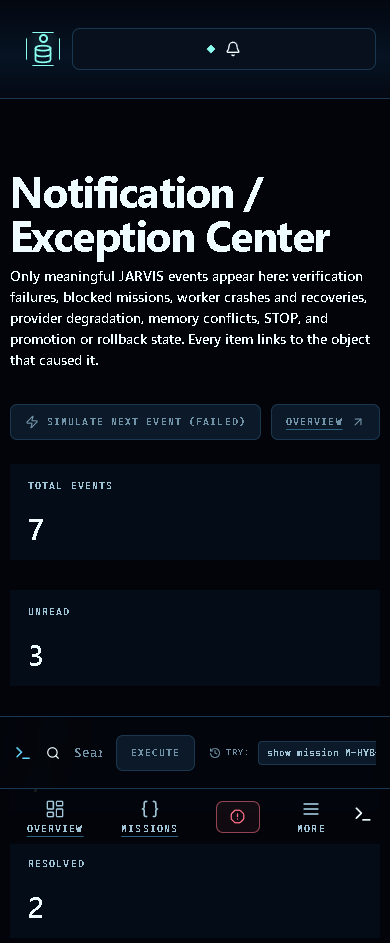 Notification /
Exception Center
Only meaningful JARVIS events appear here: verification
failures, blocked missions, worker crashes and recoveries,
provider degradation, memory conflicts, STOP, and
promotion or rollback state. Every item links to the object
that caused it.
SIMULATE NEXT EVENT (FAILED) OVERVIEW
TOTAL EVENTS
7
UNREAD
3
Sear EXECUTE TRY: show mission M-HYB
OVERVIEW MISSIONS MORE
RESOLVED
2